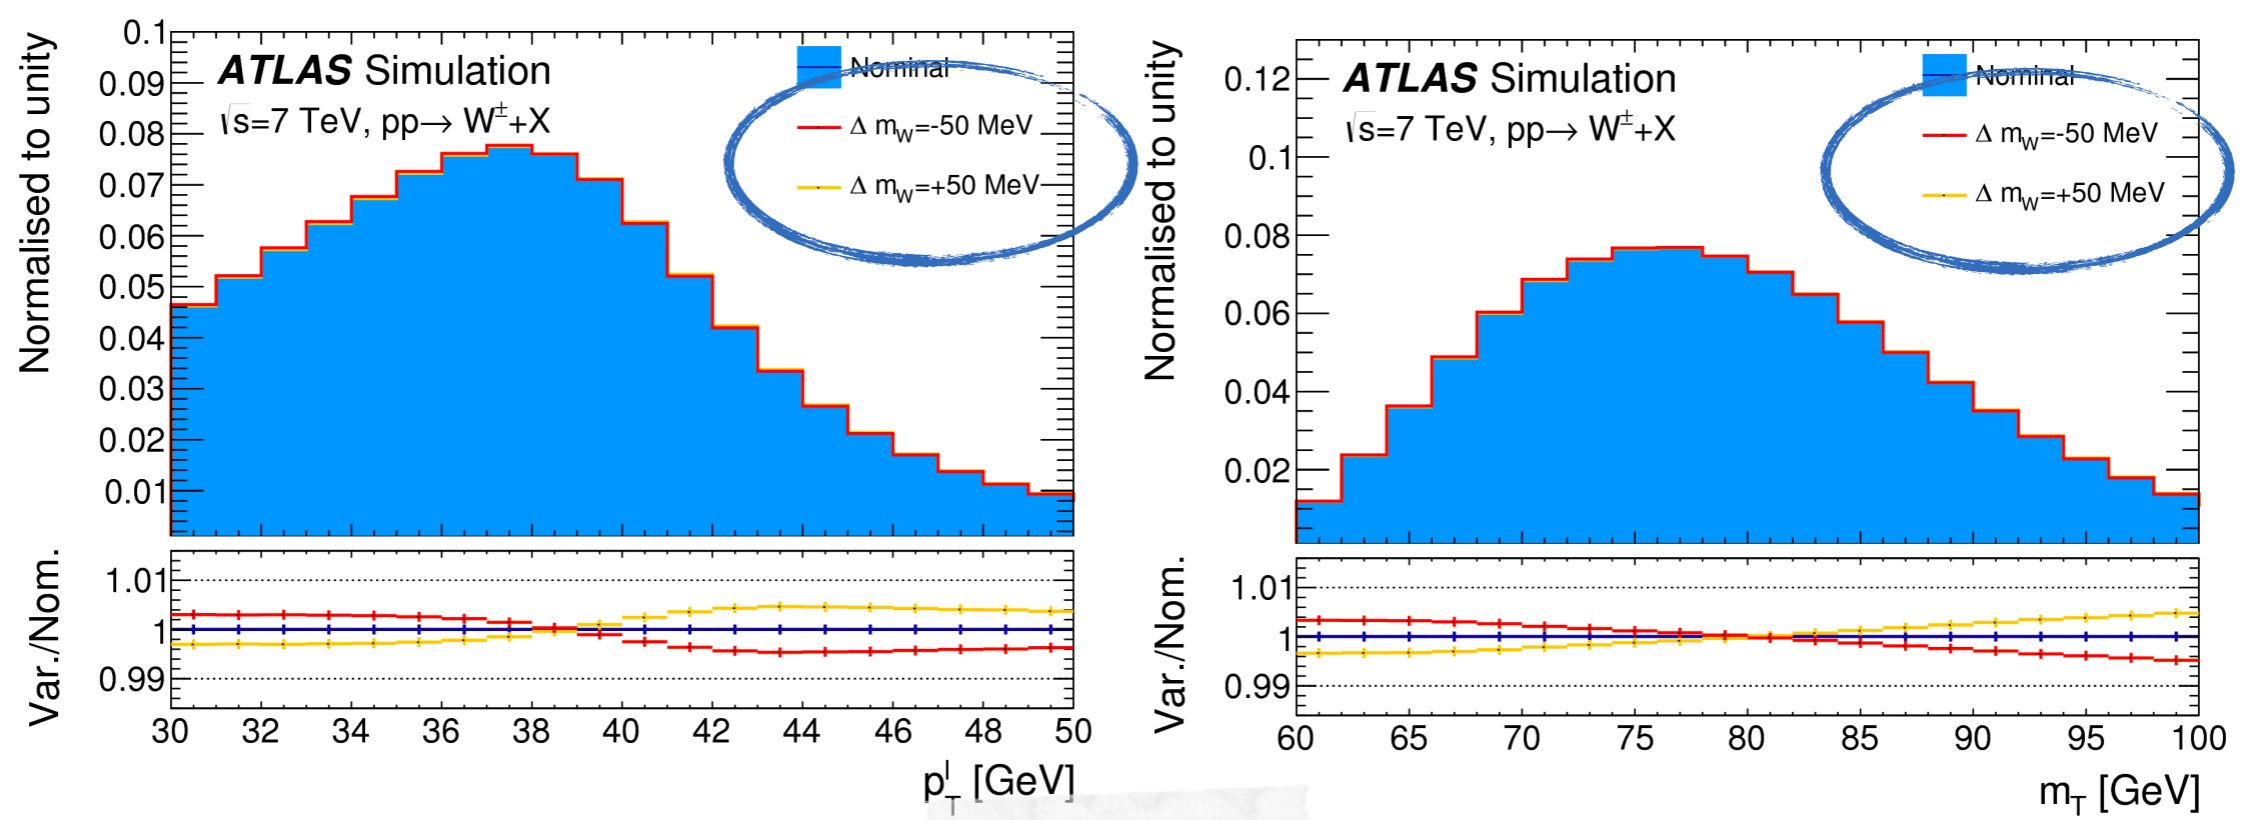 Normalised to unity
0.1
0.09
0.08
0.07
0.06
0.05
0.04
0.03
0.02
0.01
ATLAS Simulation
√s=7 TeV, pp→ W±+X
Nominal
Δ mW=-50 MeV
Δ mW=+50 MeV
Var./Nom.
1.01
1
0.99
30 32 34 36 38 40 42 44 46 48 50
plT [GeV]
Normalised to unity
0.12
0.1
0.08
0.06
0.04
0.02
ATLAS Simulation
√s=7 TeV, pp→ W±+X
Nominal
Δ mW=-50 MeV
Δ mW=+50 MeV
Var./Nom.
1.01
1
0.99
60 65 70 75 80 85 90 95 100
mT [GeV]